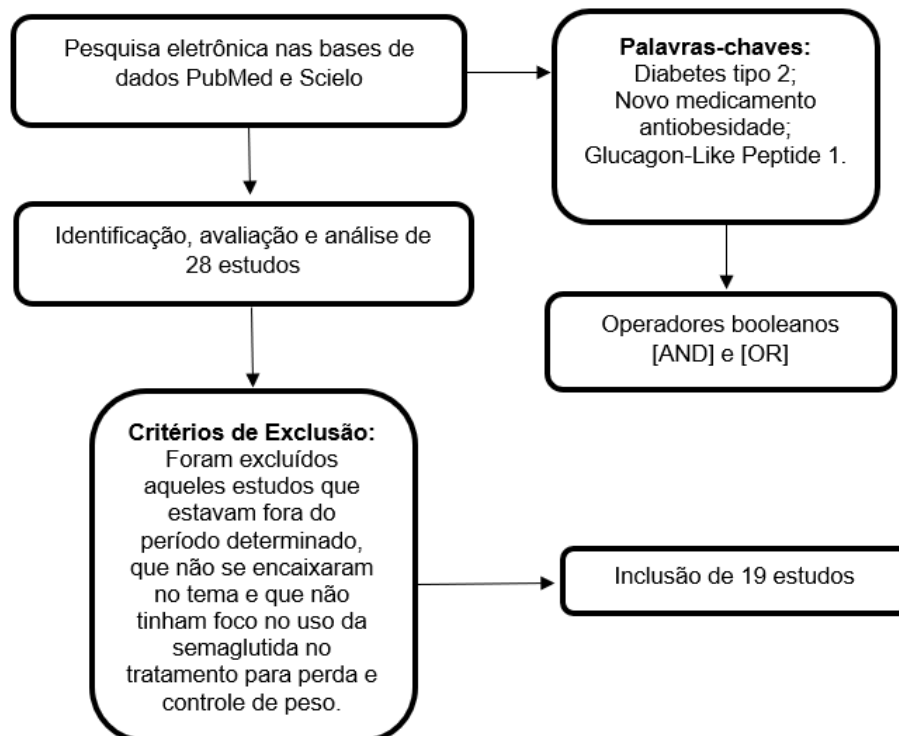 Pesquisa eletrônica nas bases de
dados PubMed e Scielo
Palavras-chaves:
Diabetes tipo 2;
Novo medicamento
antiobesidade;
Glucagon-Like Peptide 1.
Identificação, avaliação e análise de
28 estudos
Operadores booleanos
[AND] e [OR]
Critérios de Exclusão:
Foram excluídos
aqueles estudos que
estavam fora do
período determinado,
que não se encaixaram
no tema e que não
tinham foco no uso da
semaglutida no
tratamento para perda e
controle de peso.
Inclusão de 19 estudos